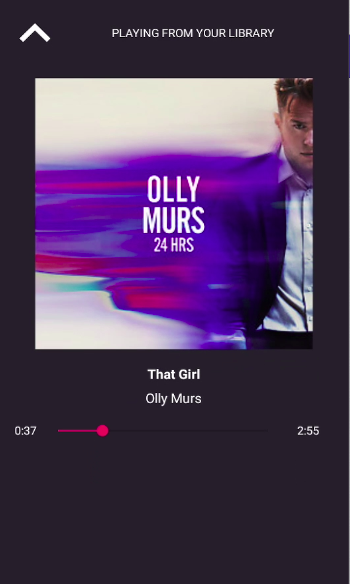 PLAYING FROM YOUR LIBRARY
OLLY
MURS
24 HRS
That Girl
Olly Murs
0:37
2:55